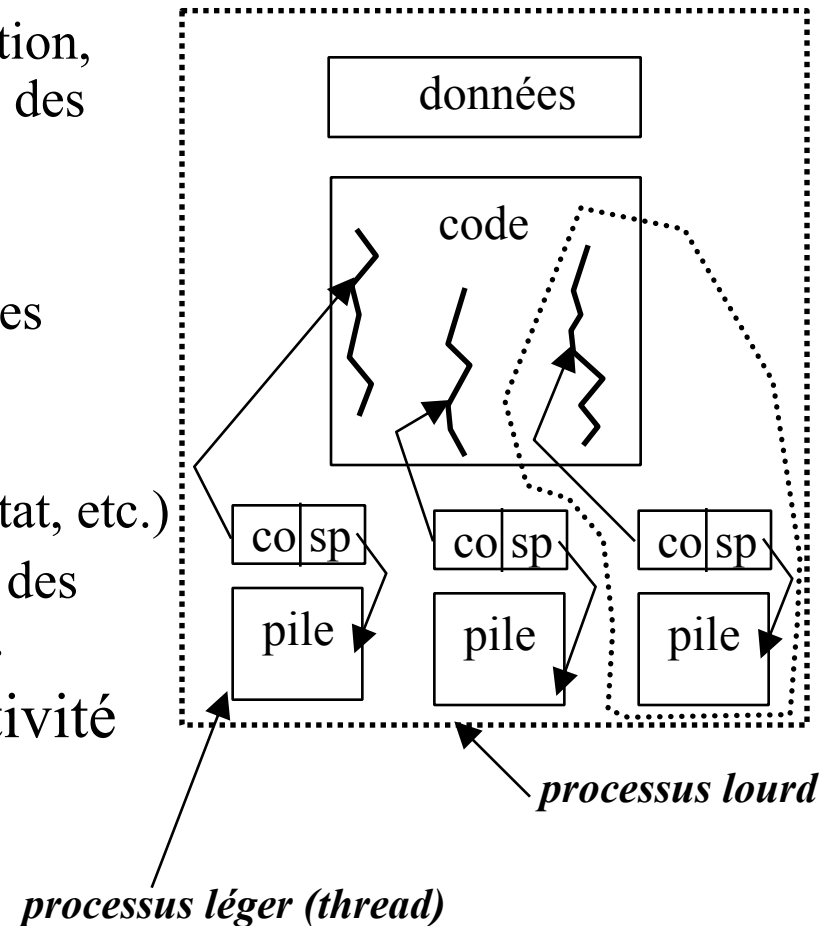 tion,
des
es
tat, etc.)
des
.
tivité
données
code
co sp
co sp
co sp
pile
pile
pile
processus lourd
processus léger (thread)